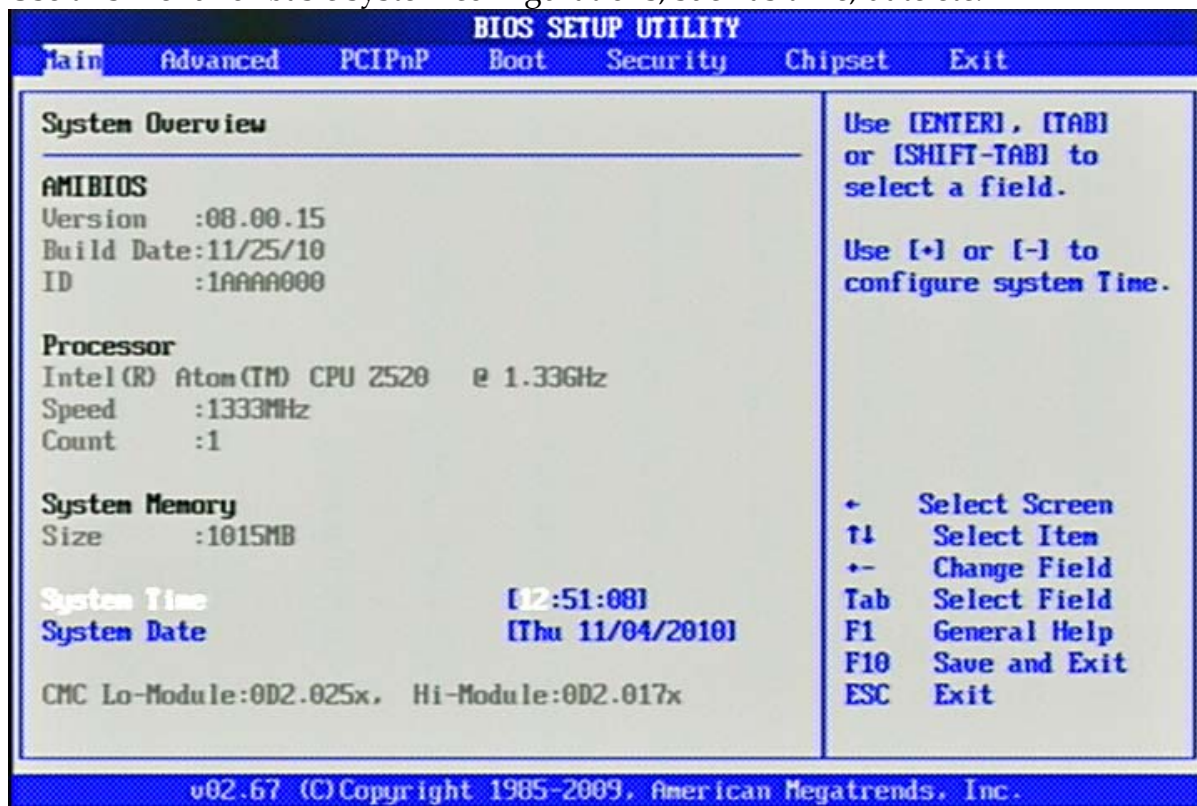 BIOS SETUP UTILITY
Main Advanced PCIPnP Boot Security Chipset Exit
System Overview
AMIBIOS
Version :08.00.15
Build Date:11/25/10
ID :1AAAA000
Processor
Intel(R) Atom(TM) CPU Z520 @ 1.33GHz
Speed :1333MHz
Count :1
System Memory
Size :1015MB
System Time [12:51:08]
System Date [Thu 11/04/2010]
CMC Lo-Module:0D2.025x, Hi-Module:0D2.017x
Use [ENTER], [TAB]
or [SHIFT-TAB] to
select a field.
Use [+] or [-] to
configure system Time.
← Select Screen
↑↓ Select Item
+- Change Field
Tab Select Field
F1 General Help
F10 Save and Exit
ESC Exit
v02.67 (C)Copyright 1985-2009, American Megatrends, Inc.